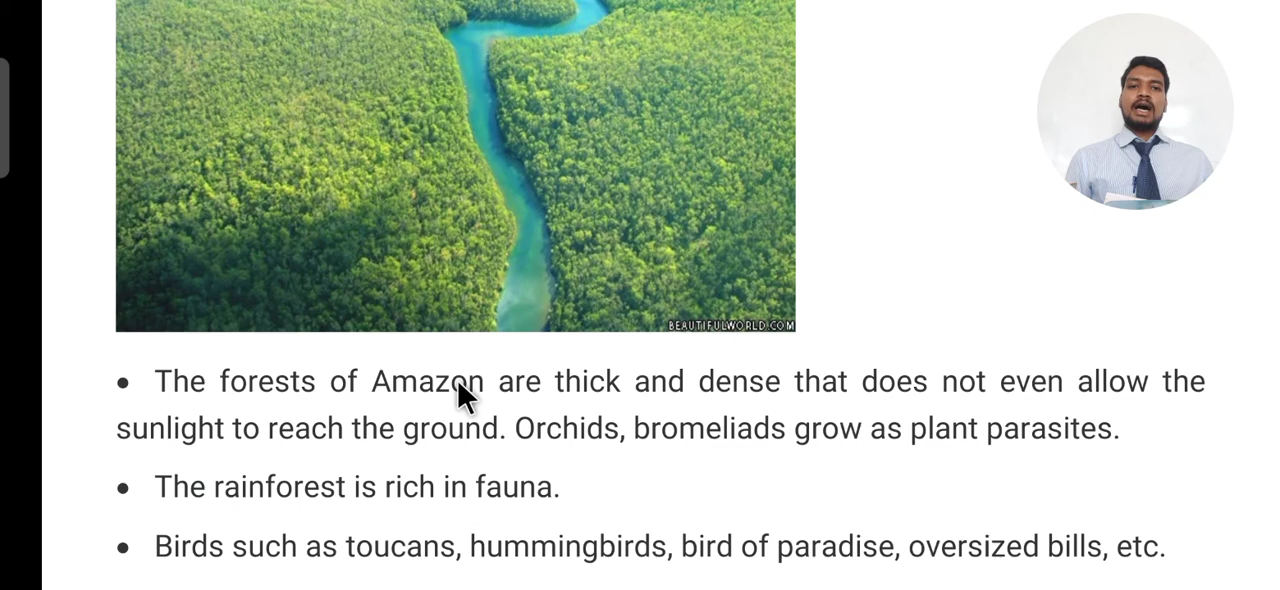 BEAUTIFULWORLD.COM
• The forests of Amazon are thick and dense that does not even allow the
sunlight to reach the ground. Orchids, bromeliads grow as plant parasites.
• The rainforest is rich in fauna.
• Birds such as toucans, hummingbirds, bird of paradise, oversized bills, etc.